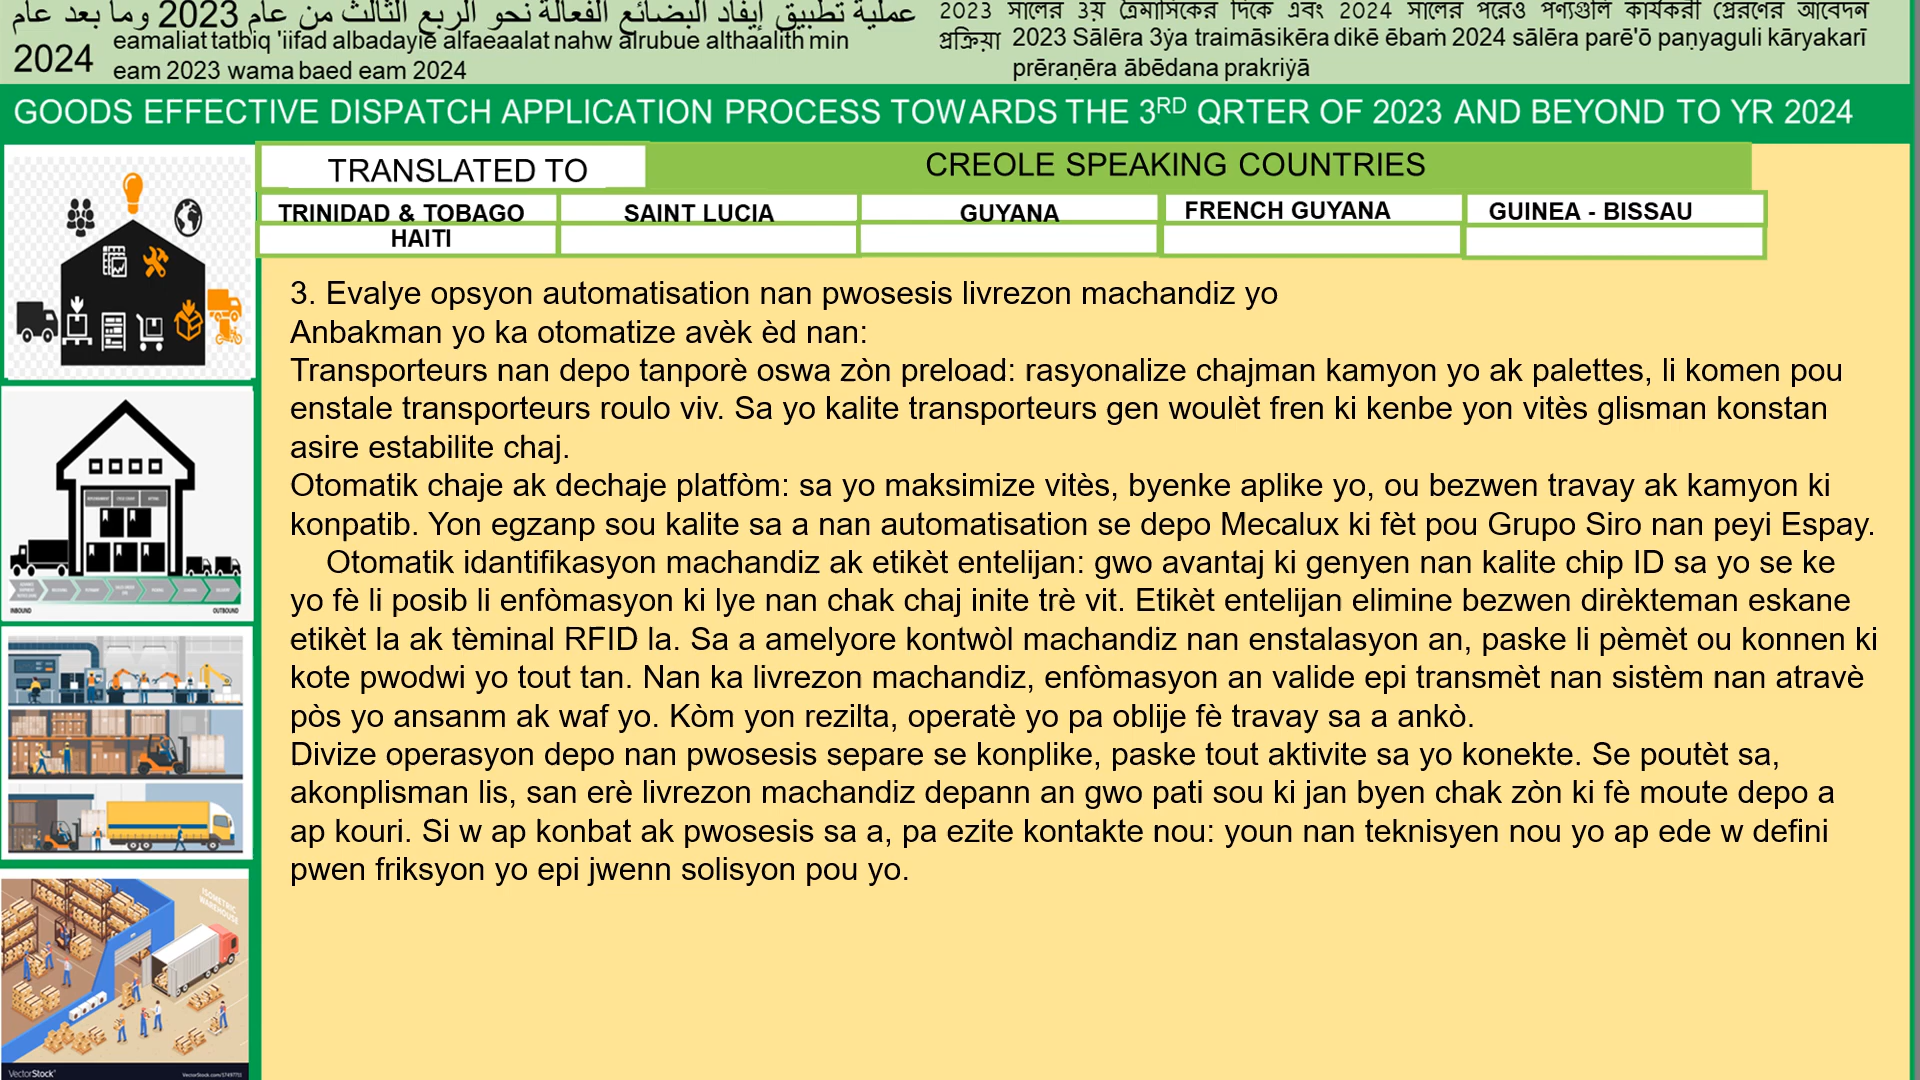 عملية تطبيق إيفاد البضائع الفعالة نحو الربع الثالث من عام 2023 وما بعد عام
2024
eamaliat tatbiq 'iifad albadayie alfaeaalat nahw alrubue althaalith min
eam 2023 wama baed eam 2024
2023 সালের 3য় ত্রৈমাসিকের দিকে এবং 2024 সালের পরেও পণ্যগুলি কার্যকরী প্রেরণের আবেদন
প্রক্রিয়া 2023 Sālēra 3ẏa traimāsikēra dikē ēbaṁ 2024 sālēra parē'ō paṇyaguli kāryakarī
prēraṇēra ābēdana prakriẏā
GOODS EFFECTIVE DISPATCH APPLICATION PROCESS TOWARDS THE 3RD QRTER OF 2023 AND BEYOND TO YR 2024
TRANSLATED TO
CREOLE SPEAKING COUNTRIES
TRINIDAD & TOBAGO
SAINT LUCIA
GUYANA
FRENCH GUYANA
GUINEA - BISSAU
HAITI
3. Evalye opsyon automatisation nan pwosesis livrezon machandiz yo
Anbakman yo ka otomatize avèk èd nan:
Transporteurs nan depo tanporè oswa zòn preload: rasyonalize chajman kamyon yo ak palettes, li komen pou
enstale transporteurs roulo viv. Sa yo kalite transporteurs gen woulèt fren ki kenbe yon vitès glisman konstan
asire estabilite chaj.
Otomatik chaje ak dechaje platfòm: sa yo maksimize vitès, byenke aplike yo, ou bezwen travay ak kamyon ki
konpatib. Yon egzanp sou kalite sa a nan automatisation se depo Mecalux ki fèt pou Grupo Siro nan peyi Espay.
Otomatik idantifikasyon machandiz ak etikèt entelijan: gwo avantaj ki genyen nan kalite chip ID sa yo se ke
yo fè li posib li enfòmasyon ki lye nan chak chaj inite trè vit. Etikèt entelijan elimine bezwen dirèkteman eskane
etikèt la ak tèminal RFID la. Sa a amelyore kontwòl machandiz nan enstalasyon an, paske li pèmèt ou konnen ki
kote pwodwi yo tout tan. Nan ka livrezon machandiz, enfòmasyon an valide epi transmèt nan sistèm nan atravè
pòs yo ansanm ak waf yo. Kòm yon rezilta, operatè yo pa oblije fè travay sa a ankò.
Divize operasyon depo nan pwosesis separe se konplike, paske tout aktivite sa yo konekte. Se poutèt sa,
akonplisman lis, san erè livrezon machandiz depann an gwo pati sou ki jan byen chak zòn ki fè moute depo a
ap kouri. Si w ap konbat ak pwosesis sa a, pa ezite kontakte nou: youn nan teknisyen nou yo ap ede w defini
pwen friksyon yo epi jwenn solisyon pou yo.
INBOUND
OUTBOUND
ISOMETRIC
WAREHOUSE
VectorStock